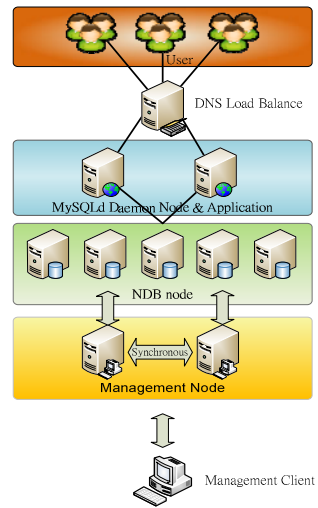 User
DNS Load Balance
MySQLd Daemon Node & Application
NDB node
Synchronous
Management Node
Management Client